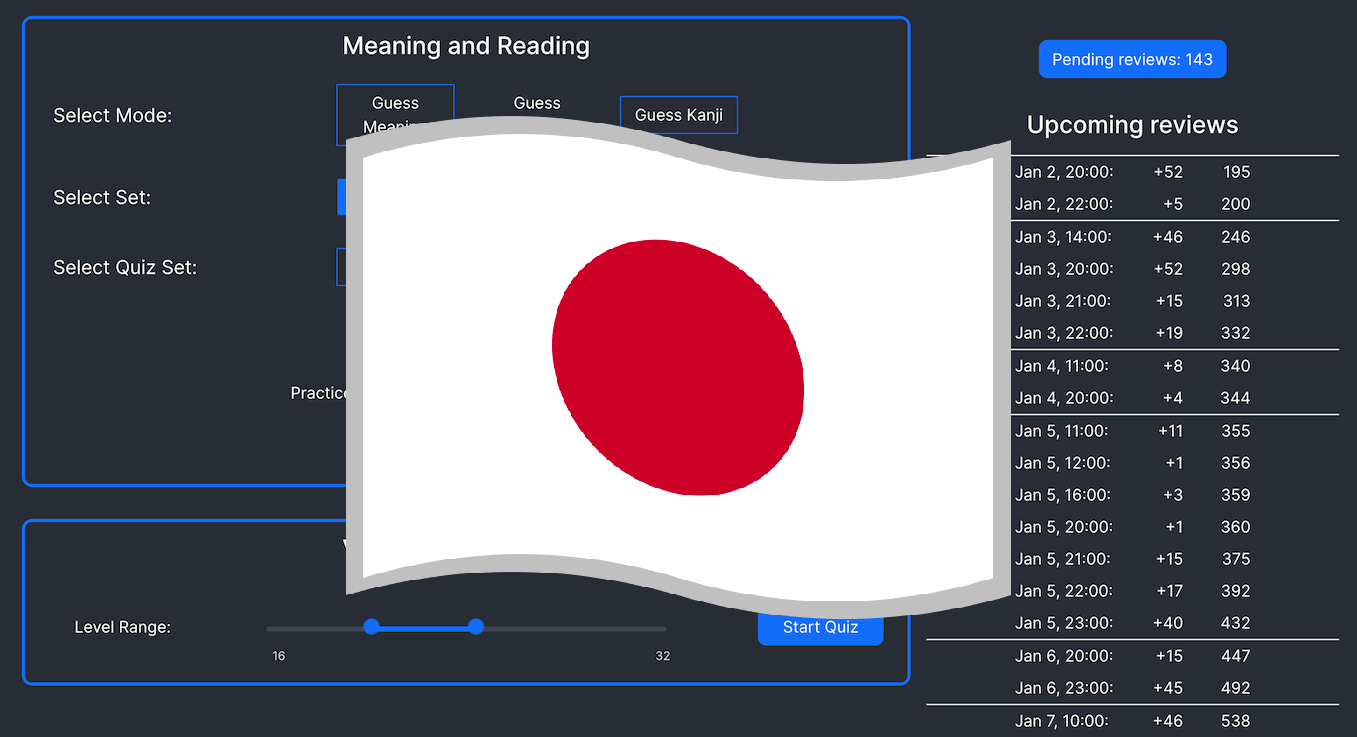 Meaning and Reading
Select Mode:
Guess
Meaning
Guess
Guess Kanji
Select Set:
Select Quiz Set:
Practice
Level Range:
16
32
Start Quiz
Pending reviews: 143
Upcoming reviews
Jan 2, 20:00: +52 195
Jan 2, 22:00: +5 200
Jan 3, 14:00: +46 246
Jan 3, 20:00: +52 298
Jan 3, 21:00: +15 313
Jan 3, 22:00: +19 332
Jan 4, 11:00: +8 340
Jan 4, 20:00: +4 344
Jan 5, 11:00: +11 355
Jan 5, 12:00: +1 356
Jan 5, 16:00: +3 359
Jan 5, 20:00: +1 360
Jan 5, 21:00: +15 375
Jan 5, 22:00: +17 392
Jan 5, 23:00: +40 432
Jan 6, 20:00: +15 447
Jan 6, 23:00: +45 492
Jan 7, 10:00: +46 538